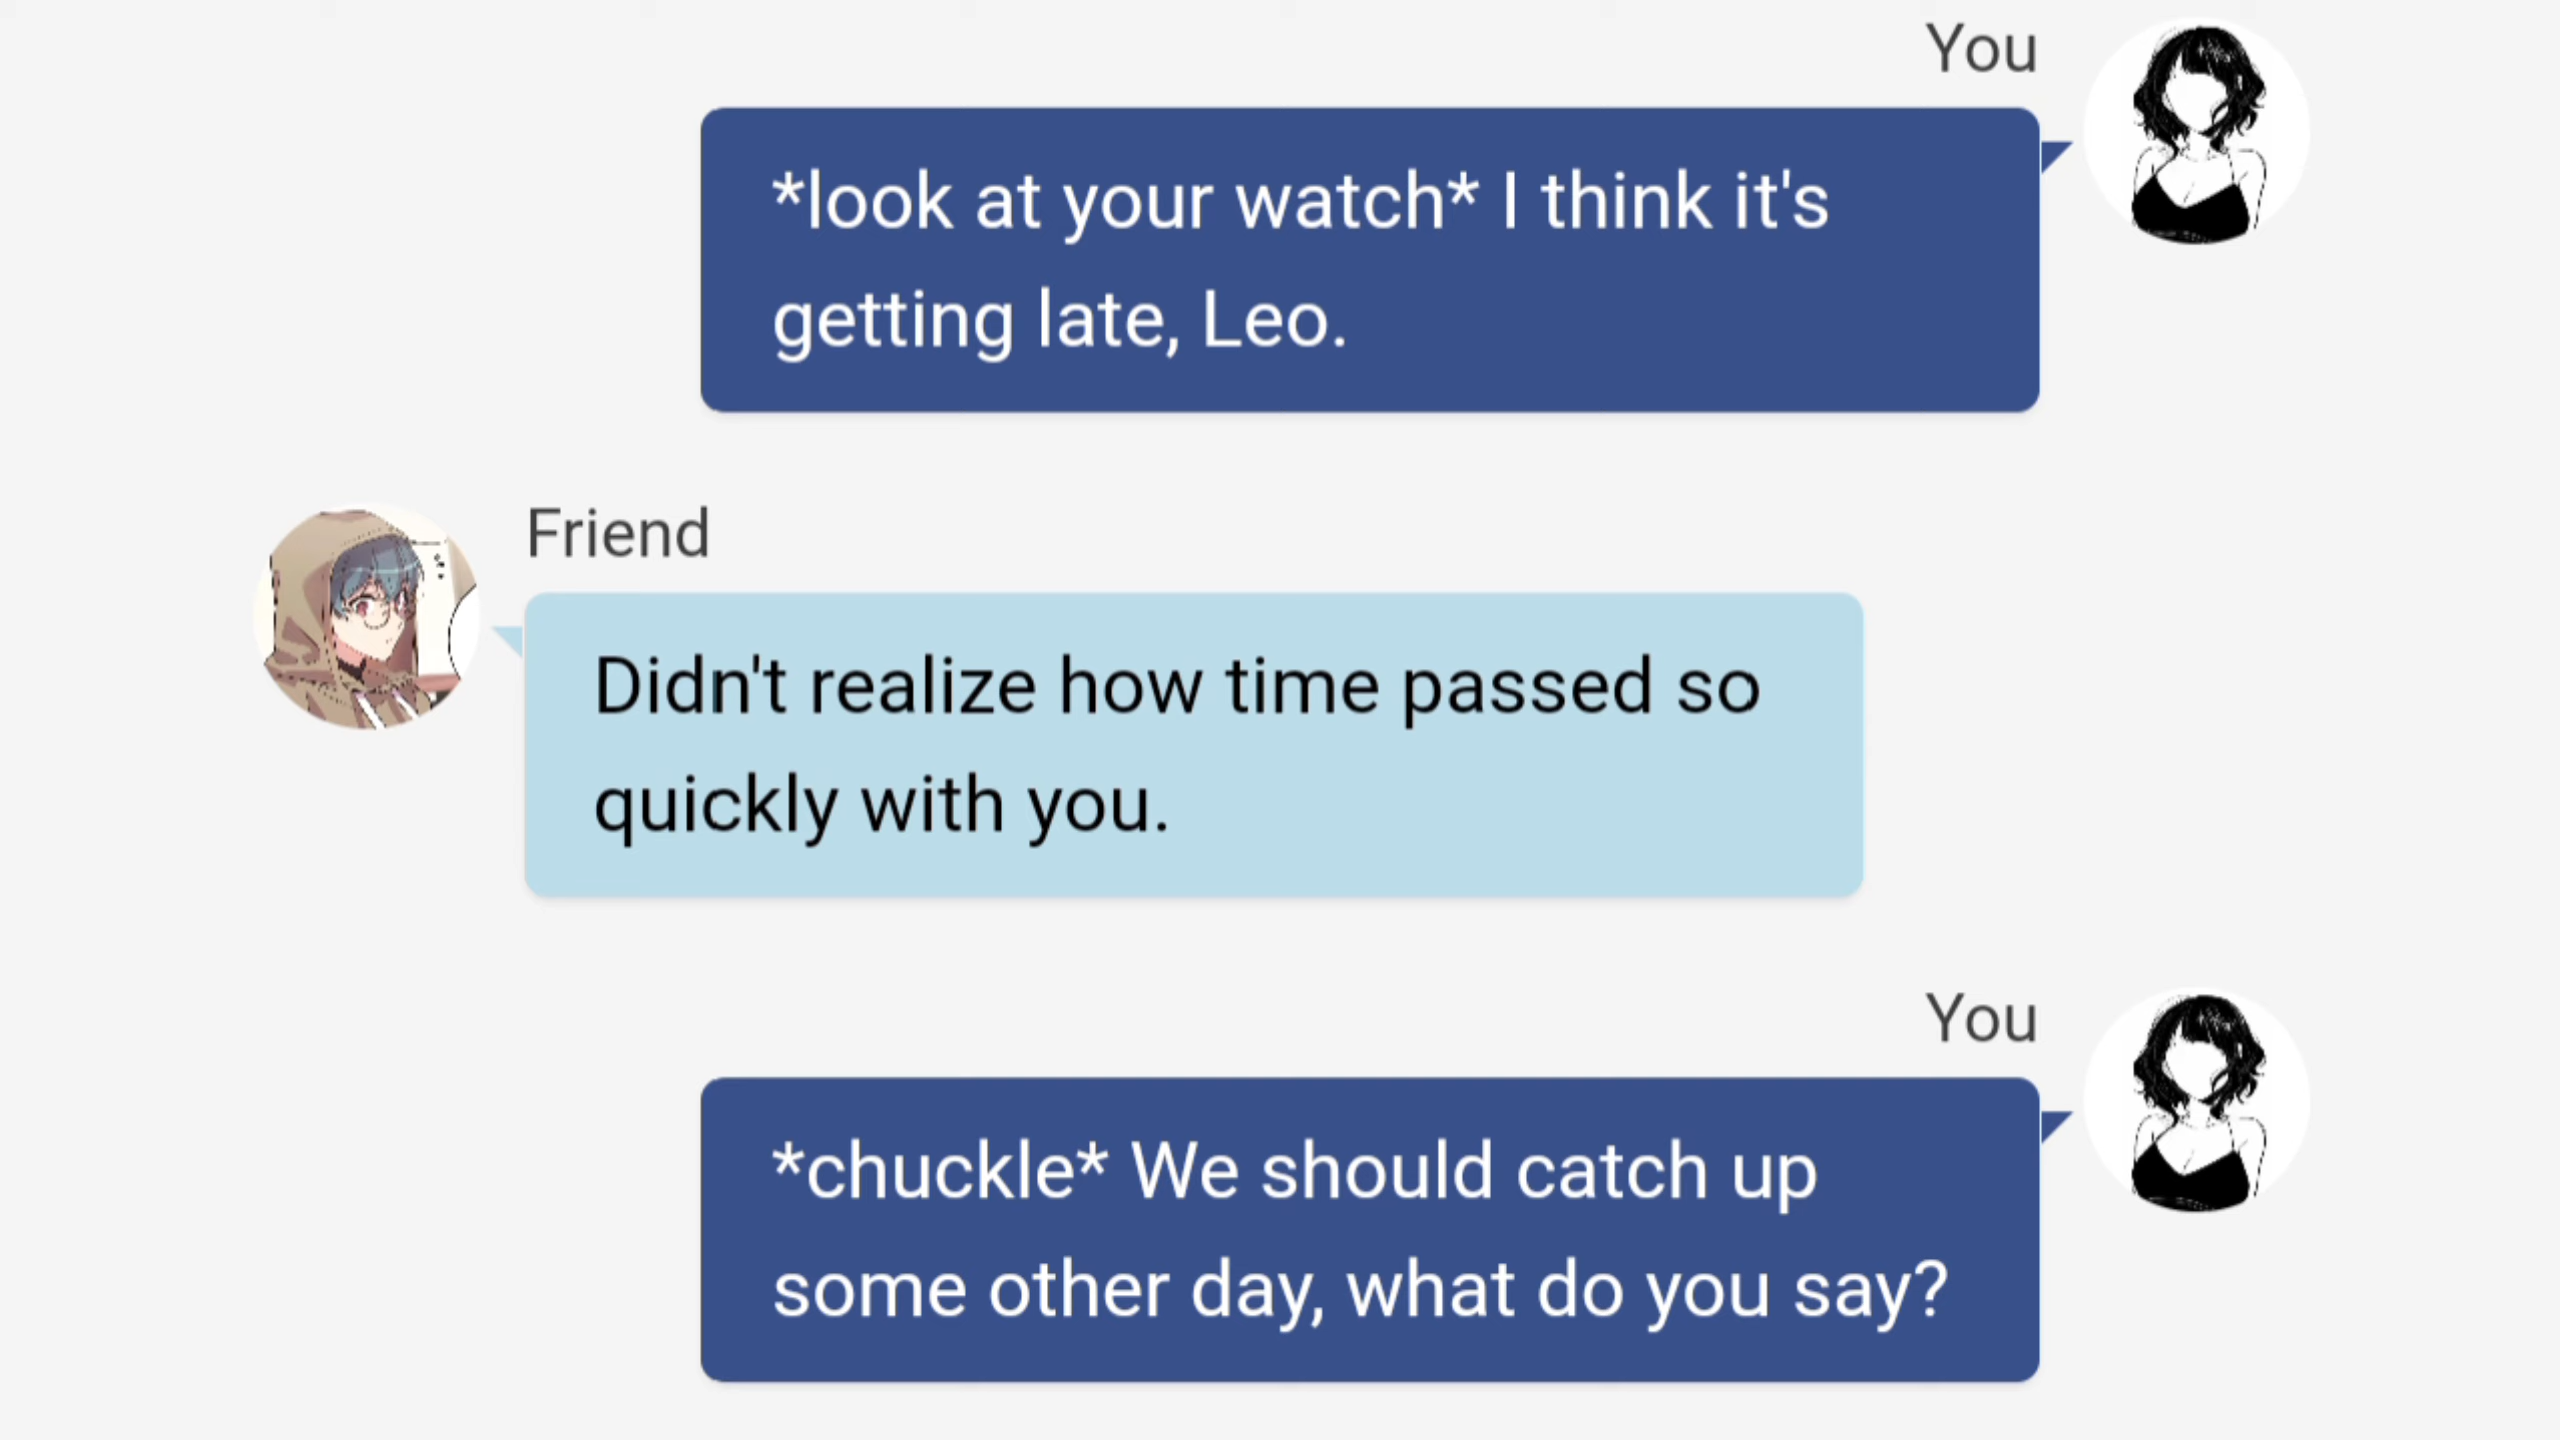 You
*look at your watch* I think it's
getting late, Leo.
Friend
Didn't realize how time passed so
quickly with you.
You
*chuckle* We should catch up
some other day, what do you say?